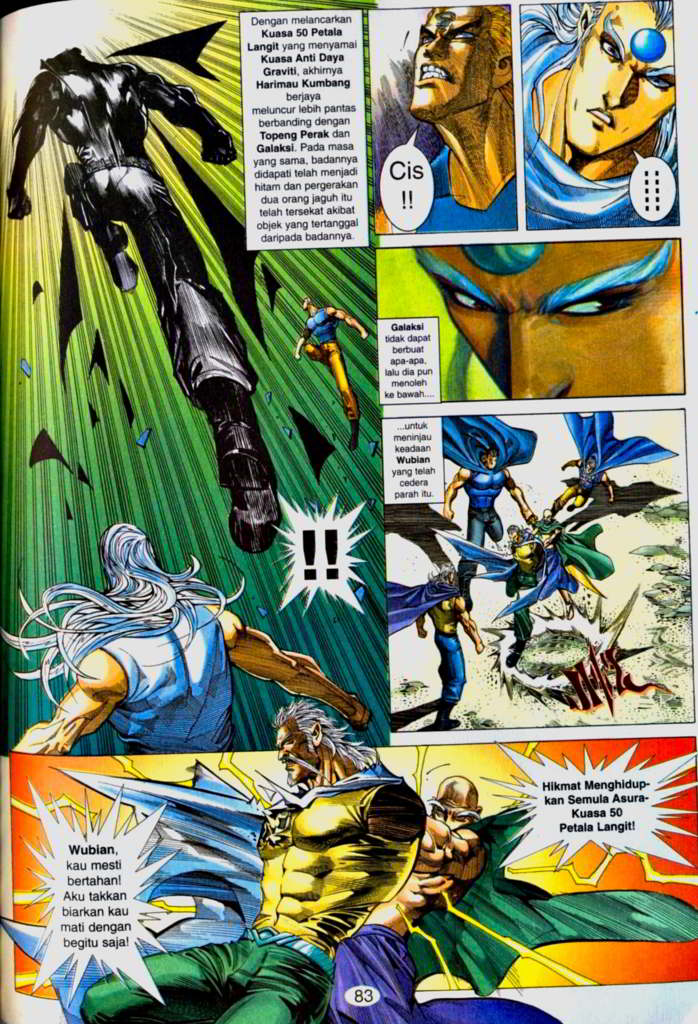 Dengan melancarkan
Kuasa 50 Petala
Langit yang menyamai
Kuasa Anti Daya
Graviti, akhirnya
Harimau Kumbang
berjaya
meluncur lebih pantas
berbanding dengan
Topeng Perak dan
Galaksi. Pada masa
yang sama, badannya
didapati telah menjadi
hitam dan pergerakan
dua orang jaguh itu
telah tersekat akibat
objek yang tertanggal
daripada badannya.
Cis
!!
!!!!
!!
Galaksi
tidak dapat
berbuat
apa-apa,
lalu dia pun
menoleh
ke bawah....
...untuk
meninjau
keadaan
Wubian
yang telah
cedera
parah itu.
Wubian,
kau mesti
bertahan!
Aku takkan
biarkan kau
mati dengan
begitu saja!
Hikmat Menghidup-
kan Semula Asura-
Kuasa 50
Petala Langit!
83